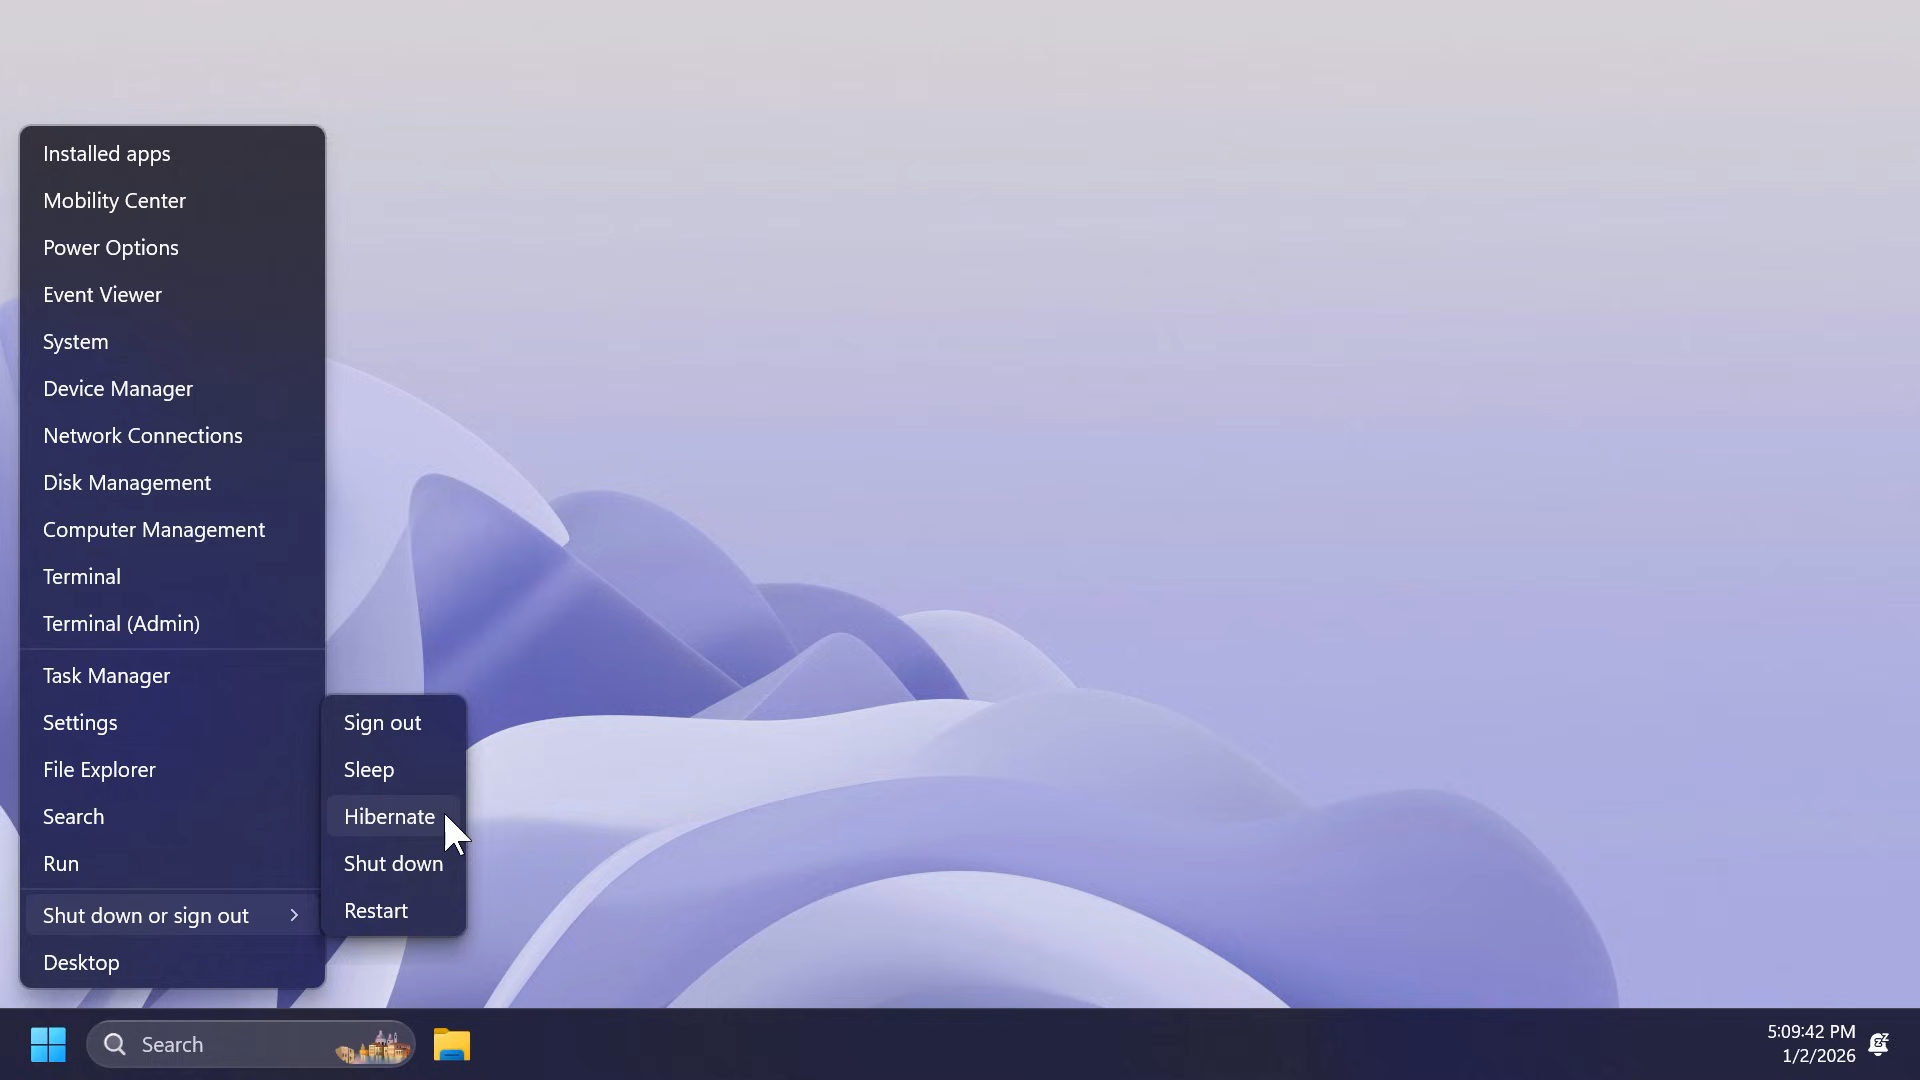 Installed apps
Mobility Center
Power Options
Event Viewer
System
Device Manager
Network Connections
Disk Management
Computer Management
Terminal
Terminal (Admin)
Task Manager
Settings
File Explorer
Search
Run
Shut down or sign out
Desktop
Sign out
Sleep
Hibernate
Shut down
Restart
Search
5:09:42 PM
1/2/2026